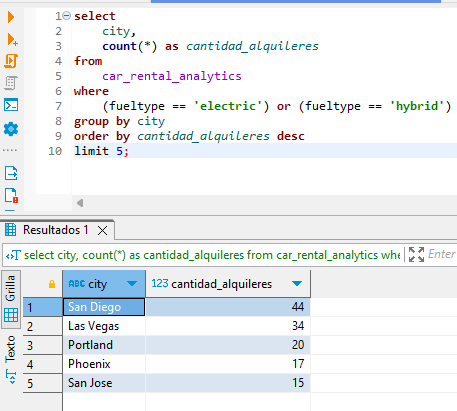 1 select
2 city,
3 count(*) as cantidad_alquileres
4 from
5 car_rental_analytics
6 where
7 (fueltype == 'electric') or (fueltype == 'hybrid')
8 group by city
9 order by cantidad_alquileres desc
10 limit 5;
Resultados 1
select city, count(*) as cantidad_alquileres from car_rental_analytics whe
Enter
Grilla
Texto
ABC city 123 cantidad_alquileres
1 San Diego 44
2 Las Vegas 34
3 Portland 20
4 Phoenix 17
5 San Jose 15